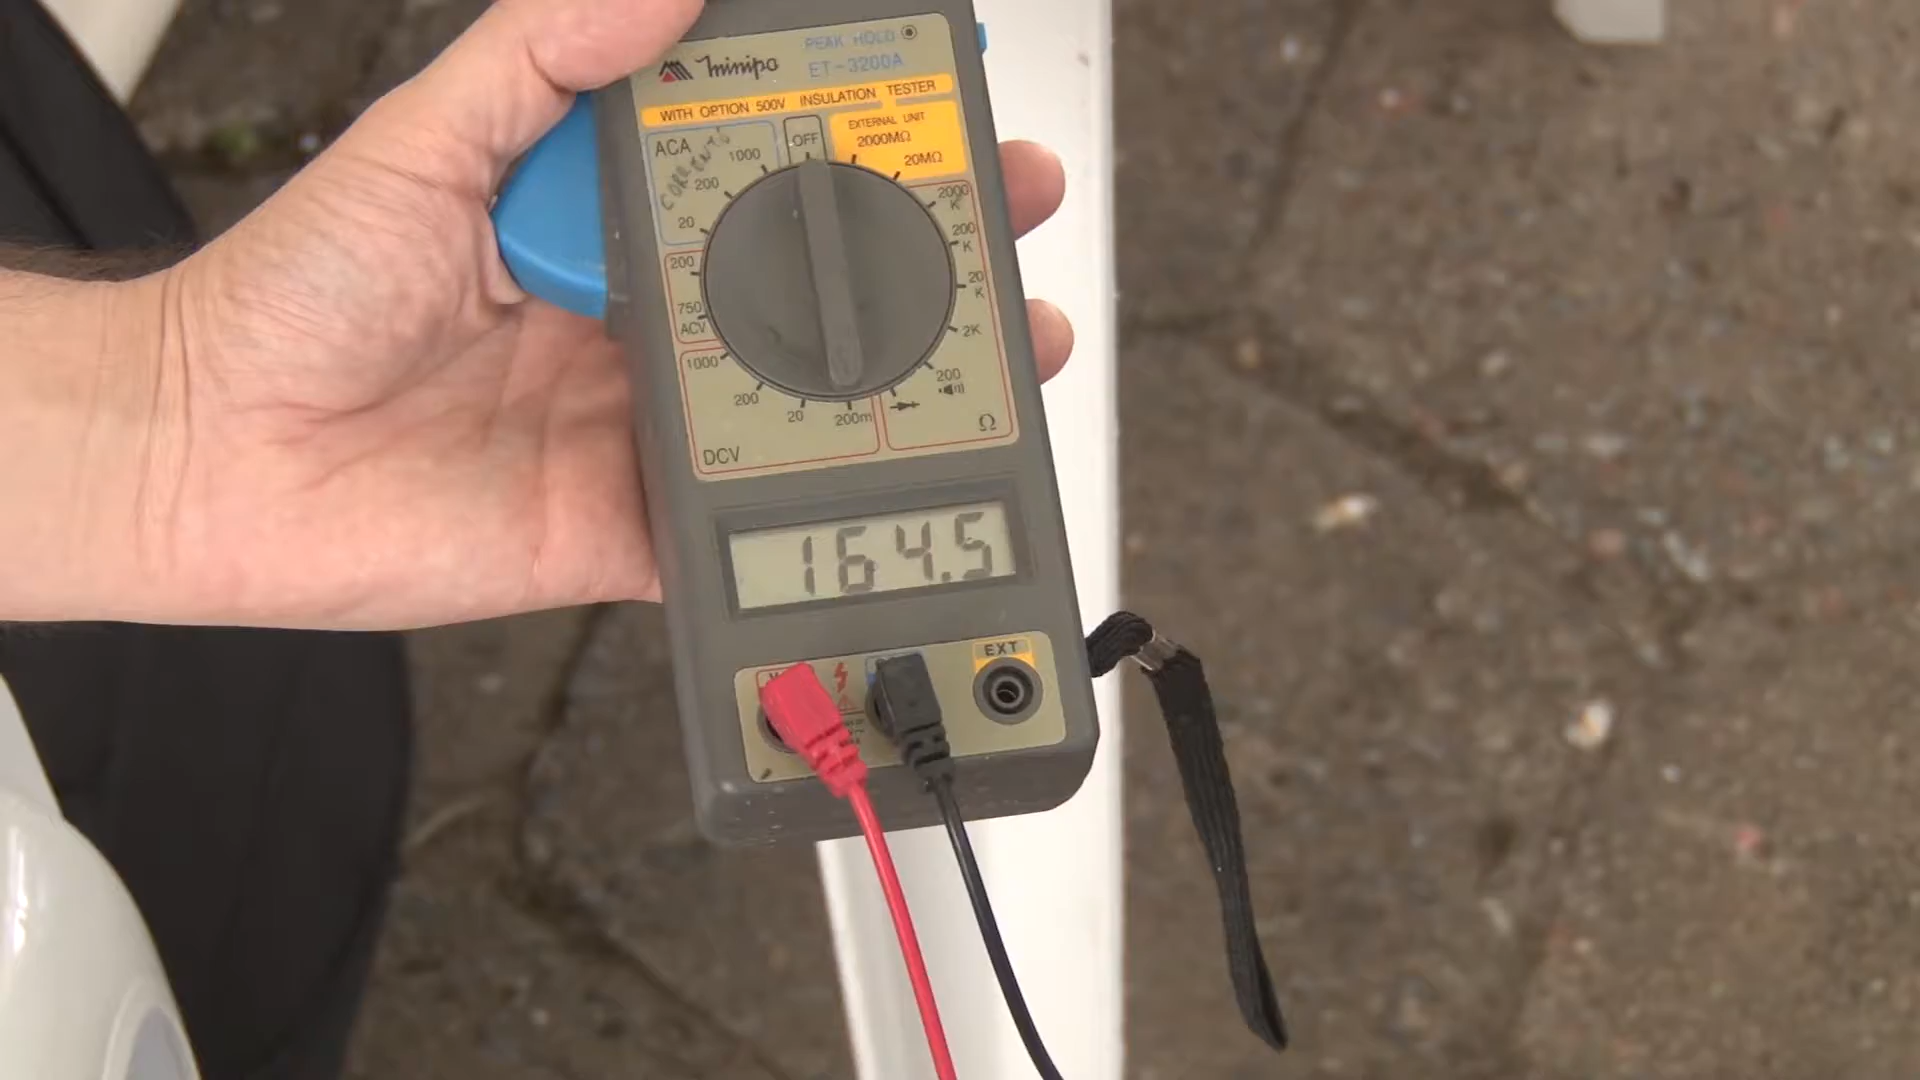 PEAK HOLD
minipa ET-3200A
WITH OPTION 500V INSULATION TESTER
ACA
CORRENTE
1000
200
20
OFF
EXTERNAL UNIT
2000MΩ
20MΩ
2000
K
200
K
20
K
2K
200
Ω
200
750
ACV
1000
200
20
200m
DCV
164.5
EXT